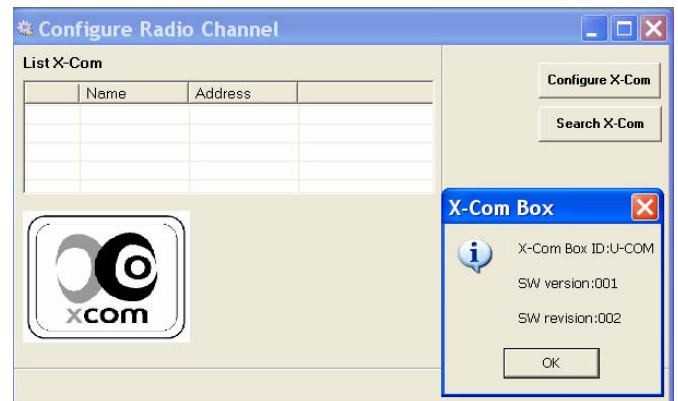 Configure Radio Channel
List X-Com
Name Address
Configure X-Com
Search X-Com
xcom
X-Com Box
X-Com Box ID:U-COM
SW version:001
SW revision:002
OK